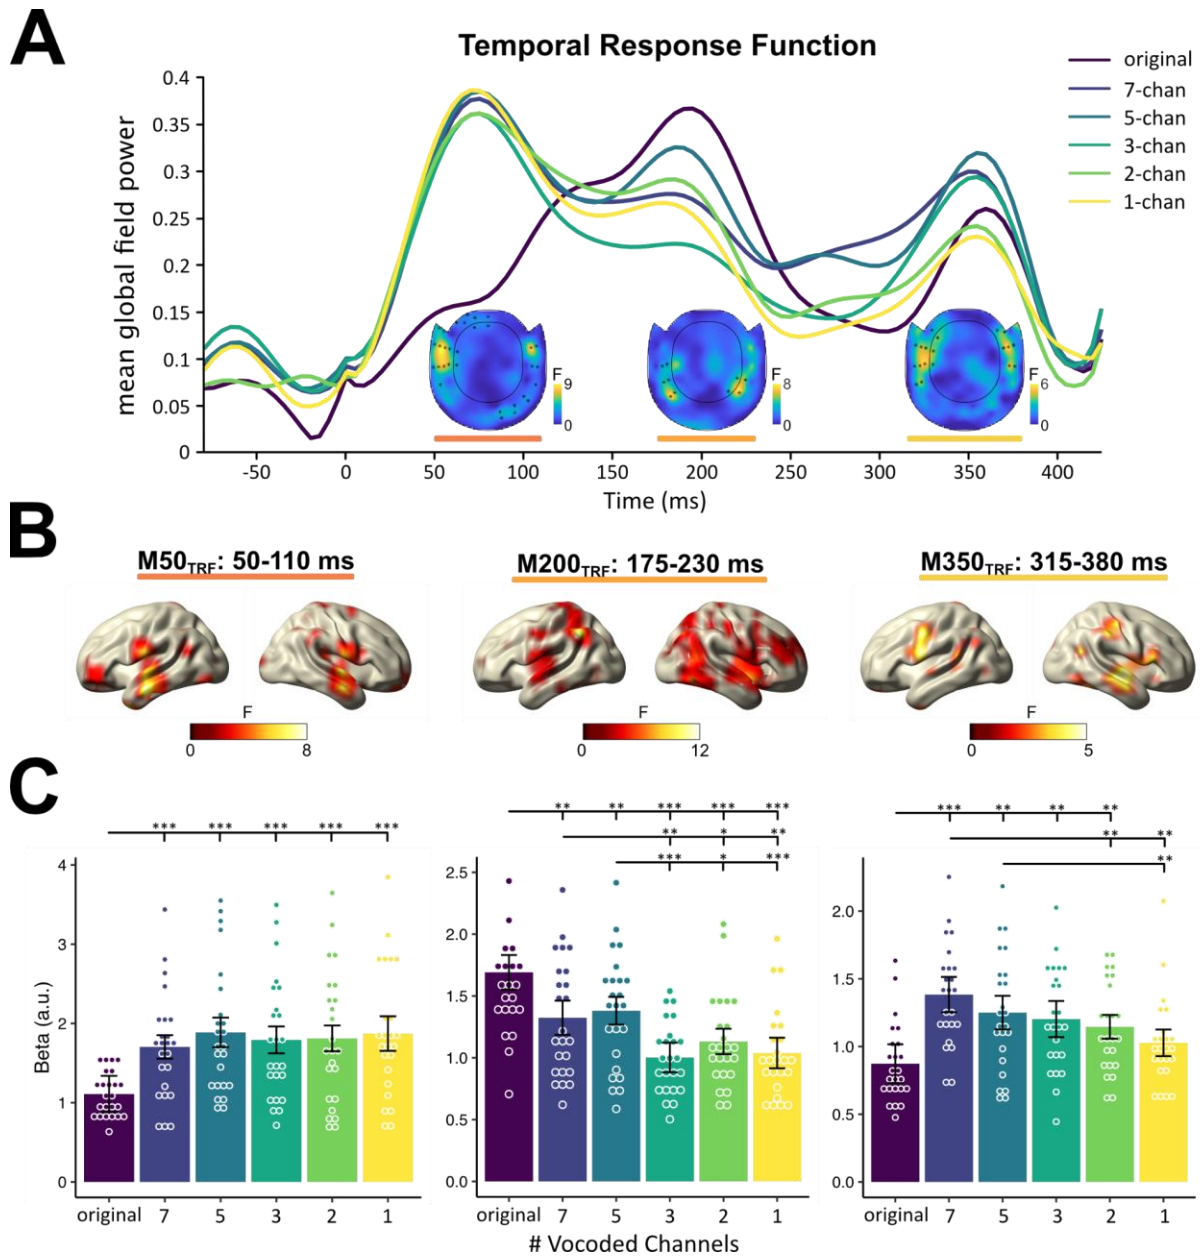 A
Temporal Response Function
original
7-chan
5-chan
3-chan
2-chan
1-chan
mean global field power
0.4
0.35
0.3
0.25
0.2
0.15
0.1
0.05
0
F
9
0
F
8
0
F
6
0
-50 0 50 100 150 200 250 300 350 400
Time (ms)
B
M50TRF: 50-110 ms
M200TRF: 175-230 ms
M350TRF: 315-380 ms
F
0 8
F
0 12
F
0 5
C
*** *** *** *** ***
** ** *** *** ***
** * **
*** * ***
*** ** ** **
** **
**
Beta (a.u.)
4
3
2
1
0
2.5
2.0
1.5
1.0
0.5
0.0
2.0
1.5
1.0
0.5
0.0
original 7 5 3 2 1
original 7 5 3 2 1
original 7 5 3 2 1
# Vocoded Channels